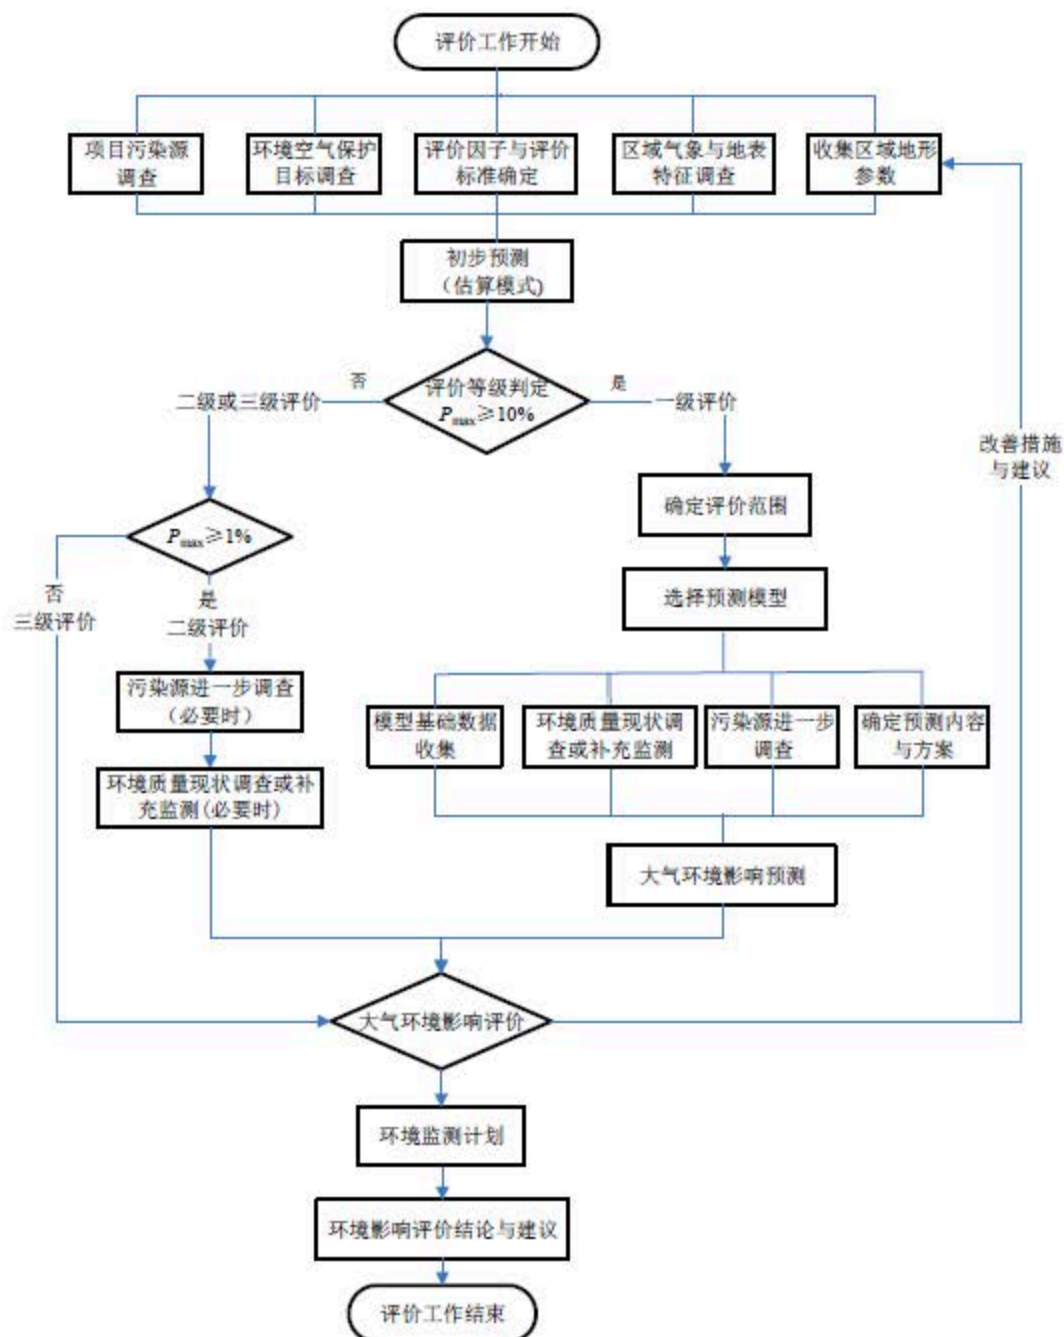 评价工作开始
项目污染源
调查
环境空气保护
目标调查
评价因子与评价
标准确定
区域气象与地表
特征调查
收集区域地形
参数
初步预测
（估算模式)
评价等级判定
Pmax≥10%
否
是
二级或三级评价
一级评价
改善措施
与建议
确定评价范围
Pmax≥1%
选择预测模型
否
三级评价
是
二级评价
污染源进一步调查
（必要时）
模型基础数据
收集
环境质量现状调
查或补充监测
污染源进一步
调查
确定预测内容
与方案
环境质量现状调查或补
充监测(必要时)
大气环境影响预测
大气环境影响评价
环境监测计划
环境影响评价结论与建议
评价工作结束